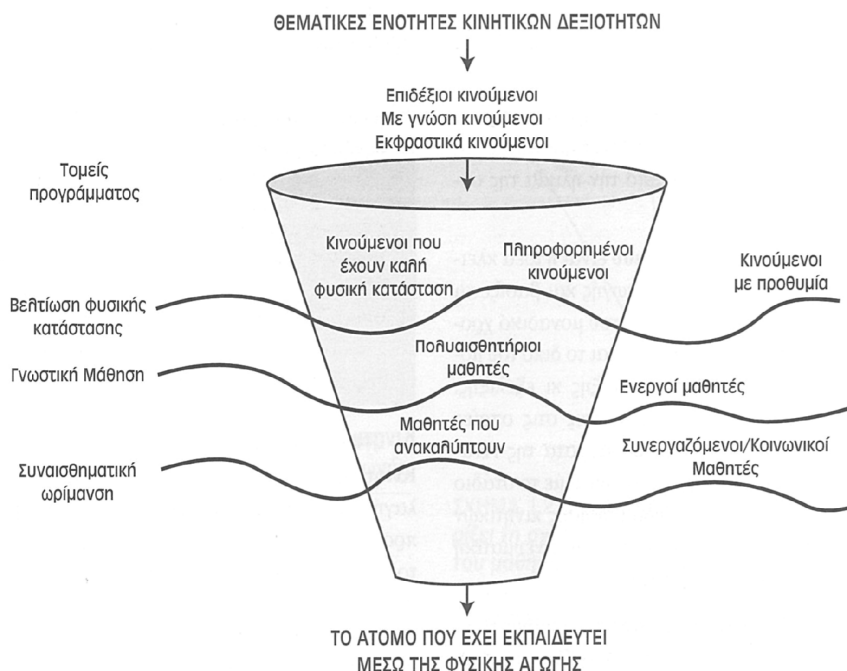 ΘΕΜΑΤΙΚΕΣ ΕΝΟΤΗΤΕΣ ΚΙΝΗΤΙΚΩΝ ΔΕΞΙΟΤΗΤΩΝ
Επιδέξιοι κινούμενοι
Με γνώση κινούμενοι
Εκφραστικά κινούμενοι
Τομείς
προγράμματος
Κινούμενοι που
έχουν καλή
φυσική κατάσταση
Πληροφορημένοι
κινούμενοι
Κινούμενοι
με προθυμία
Βελτίωση φυσικής
κατάστασης
Πολυαισθητήριοι
μαθητές
Γνωστική Μάθηση
Ενεργοί μαθητές
Μαθητές που
ανακαλύπτουν
Συνεργαζόμενοι/Κοινωνικοί
Μαθητές
Συναισθηματική
ωρίμανση
ΤΟ ΑΤΟΜΟ ΠΟΥ ΕΧΕΙ ΕΚΠΑΙΔΕΥΤΕΙ
ΜΕΣΩ ΤΗΣ ΦΥΣΙΚΗΣ ΑΓΩΓΗΣ